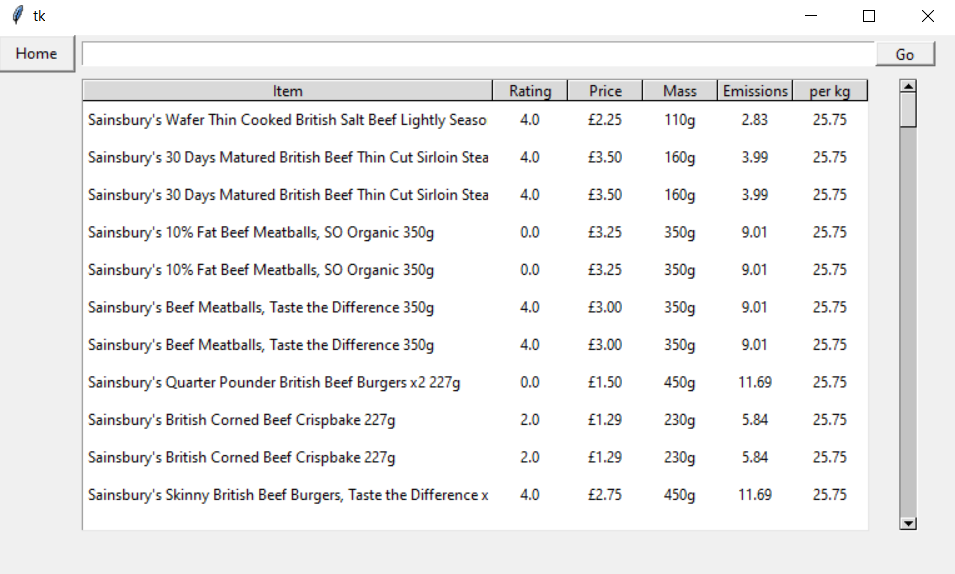 tk
Home Go
Item Rating Price Mass Emissions per kg
Sainsbury's Wafer Thin Cooked British Salt Beef Lightly Seaso 4.0 £2.25 110g 2.83 25.75
Sainsbury's 30 Days Matured British Beef Thin Cut Sirloin Stea 4.0 £3.50 160g 3.99 25.75
Sainsbury's 30 Days Matured British Beef Thin Cut Sirloin Stea 4.0 £3.50 160g 3.99 25.75
Sainsbury's 10% Fat Beef Meatballs, SO Organic 350g 0.0 £3.25 350g 9.01 25.75
Sainsbury's 10% Fat Beef Meatballs, SO Organic 350g 0.0 £3.25 350g 9.01 25.75
Sainsbury's Beef Meatballs, Taste the Difference 350g 4.0 £3.00 350g 9.01 25.75
Sainsbury's Beef Meatballs, Taste the Difference 350g 4.0 £3.00 350g 9.01 25.75
Sainsbury's Quarter Pounder British Beef Burgers x2 227g 0.0 £1.50 450g 11.69 25.75
Sainsbury's British Corned Beef Crispbake 227g 2.0 £1.29 230g 5.84 25.75
Sainsbury's British Corned Beef Crispbake 227g 2.0 £1.29 230g 5.84 25.75
Sainsbury's Skinny British Beef Burgers, Taste the Difference x 4.0 £2.75 450g 11.69 25.75